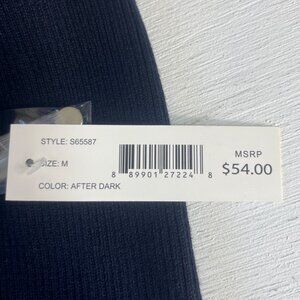 STYLE: S65587
SIZE: M
COLOR: AFTER DARK
8 89901 27224 8
MSRP
$54.00